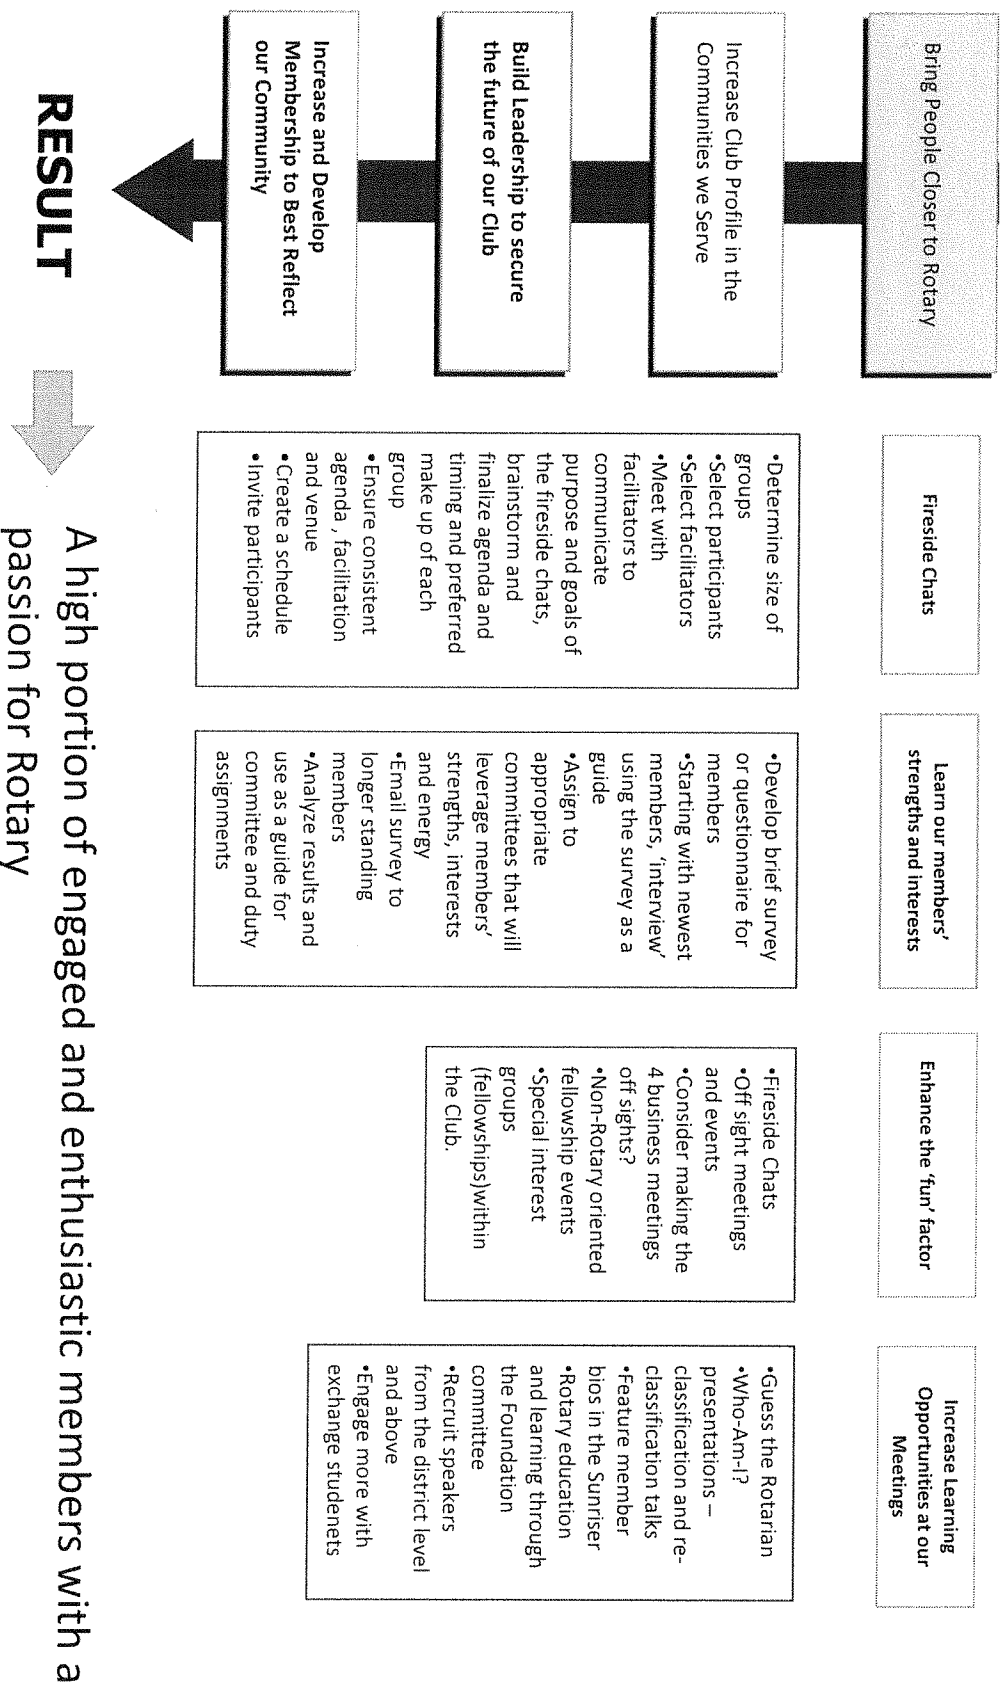 Bring People Closer to Rotary
Increase Club Profile in the
Communities we Serve
Build Leadership to secure
the future of our Club
Increase and Develop
Membership to Best Reflect
our Community
RESULT
Fireside Chats
•Determine size of
groups
•Select participants
•Select facilitators
•Meet with
facilitators to
communicate
purpose and goals of
the fireside chats,
brainstorm and
finalize agenda and
timing and preferred
make up of each
group
•Ensure consistent
agenda , facilitation
and venue
•Create a schedule
•Invite participants
Learn our members'
strengths and interests
•Develop brief survey
or questionnaire for
members
•Starting with newest
members, 'interview'
using the survey as a
guide
•Assign to
appropriate
committees that will
leverage members'
strengths, interests
and energy
•Email survey to
longer standing
members
•Analyze results and
use as a guide for
committee and duty
assignments
Enhance the 'fun' factor
•Fireside Chats
•Off sight meetings
and events
•Consider making the
4 business meetings
off sights?
•Non-Rotary oriented
fellowship events
•Special interest
groups
(fellowships)within
the Club.
Increase Learning
Opportunities at our
Meetings
•Guess the Rotarian
•Who-Am-I?
presentations –
classification and re-
classification talks
•Feature member
bios in the Sunriser
•Rotary education
and learning through
the Foundation
committee
•Recruit speakers
from the district level
and above
•Engage more with
exchange studenets
A high portion of engaged and enthusiastic members with a
passion for Rotary